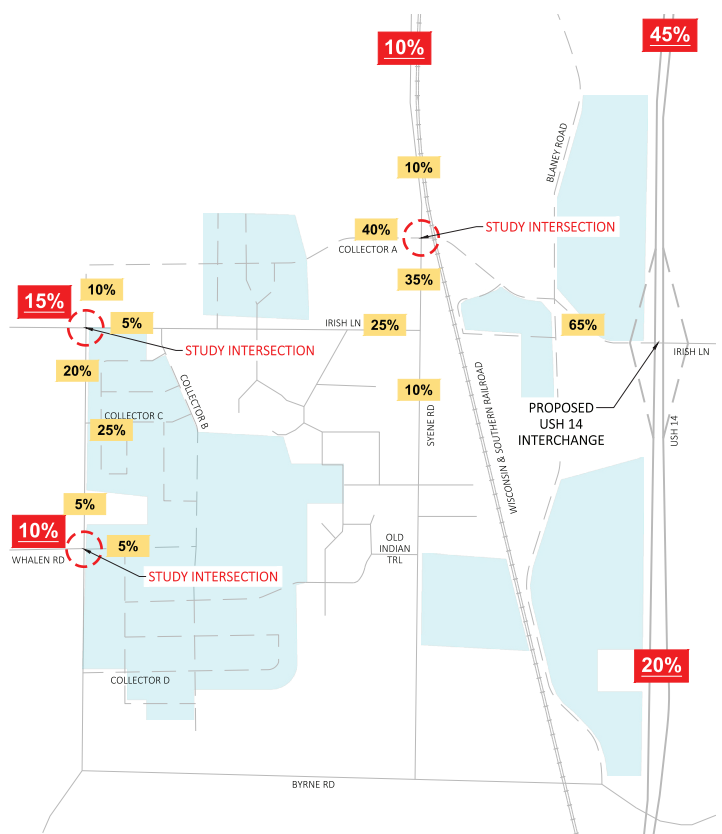 10%
45%
BLANEY ROAD
10%
40%
STUDY INTERSECTION
COLLECTOR A
35%
10%
15%
5%
IRISH LN
25%
65%
STUDY INTERSECTION
IRISH LN
20%
10%
COLLECTOR B
COLLECTOR C
25%
SYENE RD
WISCONSIN & SOUTHERN RAILROAD
PROPOSED
USH 14
INTERCHANGE
USH 14
5%
10%
5%
WHALEN RD
OLD
INDIAN
TRL
STUDY INTERSECTION
20%
COLLECTOR D
BYRNE RD